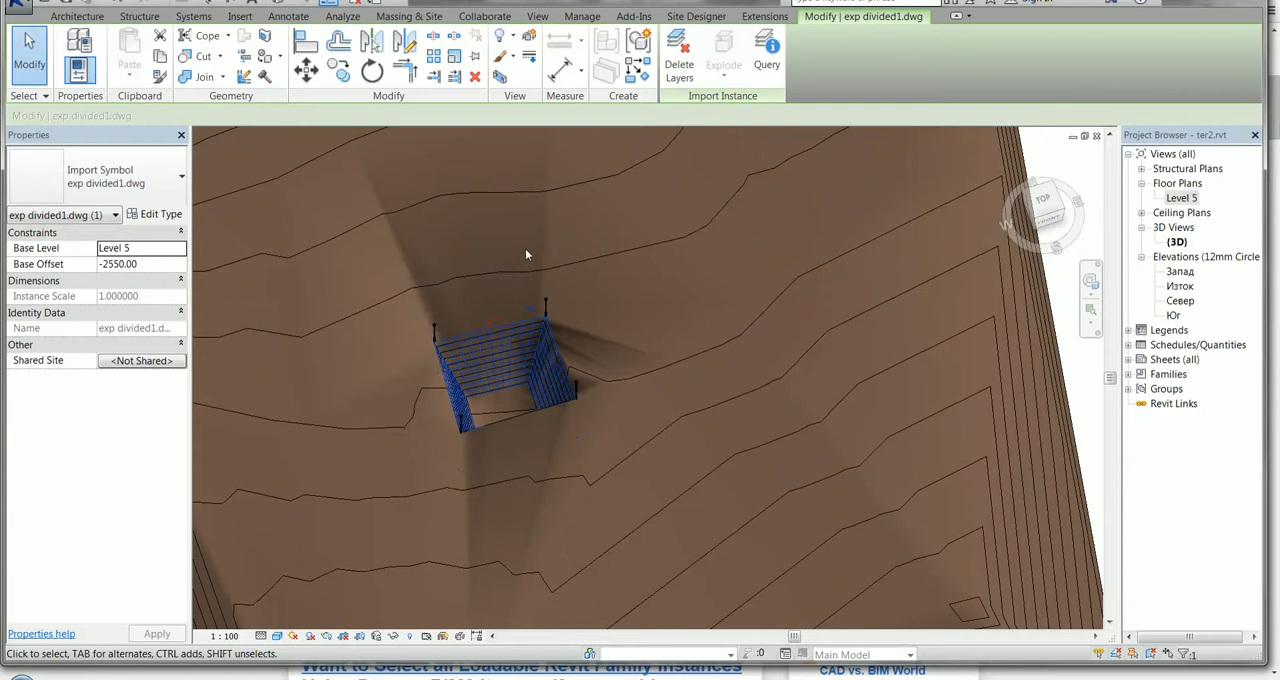 Sign In
Architecture Structure Systems Insert Annotate Analyze Massing & Site Collaborate View Manage Add-Ins Site Designer Extensions Modify | exp divided1.dwg
Modify Paste Cope Cut Join Delete Layers Explode Query
Select Properties Clipboard Geometry Modify View Measure Create Import Instance
Modify | exp divided1.dwg
Properties
Import Symbol
exp divided1.dwg
exp divided1.dwg (1) Edit Type
Constraints
Base Level Level 5
Base Offset -2550.00
Dimensions
Instance Scale 1.000000
Identity Data
Name exp divided1.d...
Other
Shared Site <Not Shared>
Properties help Apply
TOP
FRONT
W
S
1 : 100
Project Browser - ter2.rvt
Views (all)
Structural Plans
Floor Plans
Level 5
Ceiling Plans
3D Views
(3D)
Elevations (12mm Circle
Запад
Изток
Север
Юг
Legends
Schedules/Quantities
Sheets (all)
Families
Groups
Revit Links
Click to select, TAB for alternates, CTRL adds, SHIFT unselects. :0 Main Model :1
Want to Select all Loadable Revit Family Instances
CAD vs. BIM World